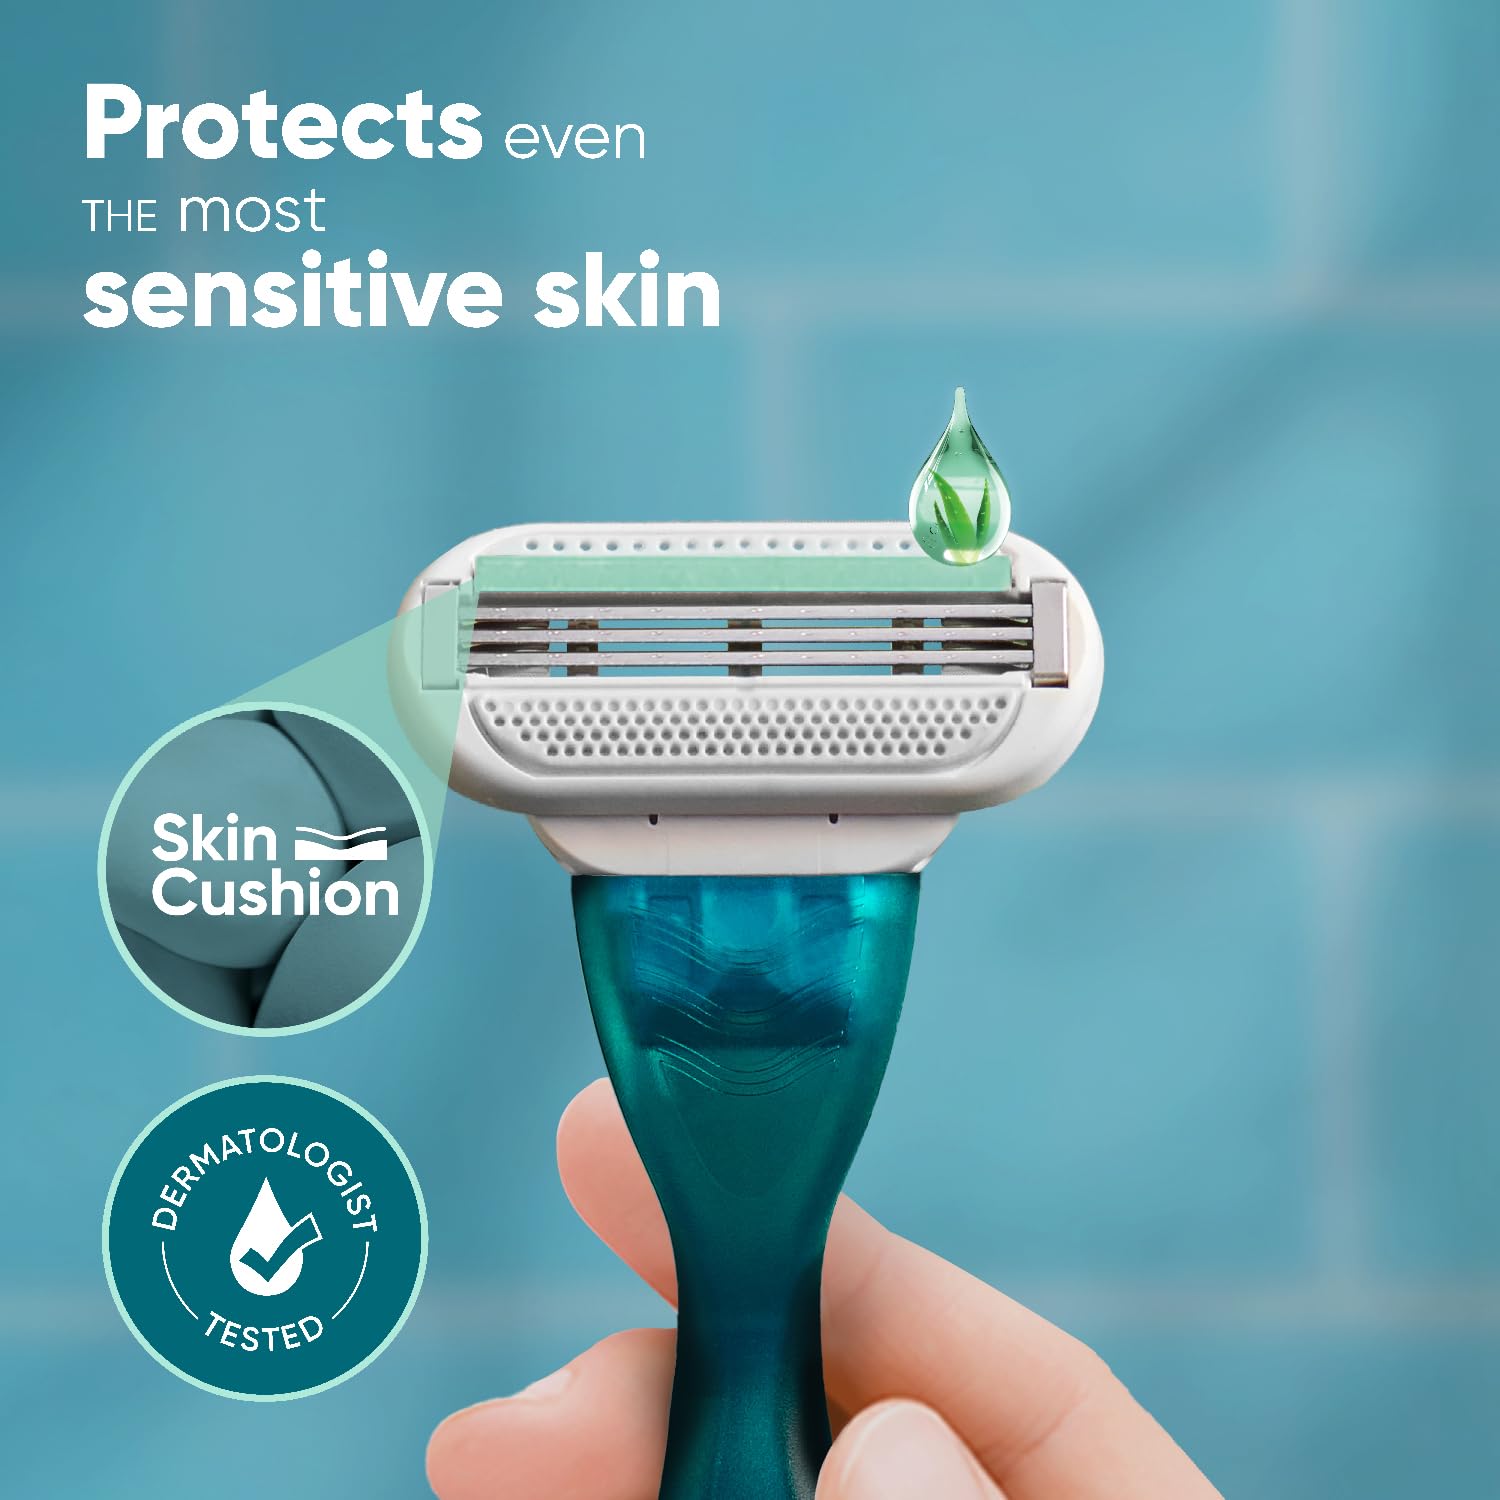 Protects even
THE most
sensitive skin
Skin
Cushion
DERMATOLOGIST
TESTED